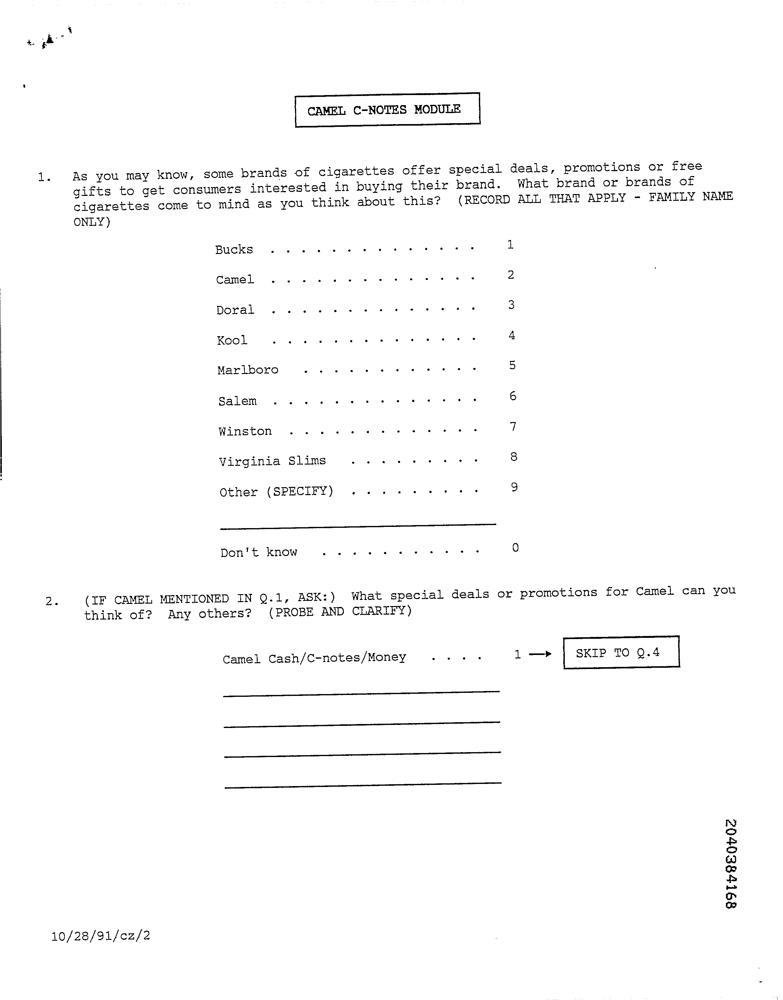 CAMEL C-NOTES MODULE
1. As you may know, some brands of cigarettes offer special deals, promotions or free
gifts to get consumers interested in buying their brand. What brand or brands of
cigarettes come to mind as you think about this? (RECORD ALL THAT APPLY - FAMILY NAME
ONLY)
Bucks . . . . . . . . . . . . . . 1
Camel . . . . . . . . . . . . . . 2
Doral . . . . . . . . . . . . . . 3
Kool . . . . . . . . . . . . . . 4
Marlboro . . . . . . . . . . . . 5
Salem . . . . . . . . . . . . . . 6
Winston . . . . . . . . . . . . . 7
Virginia Slims . . . . . . . . . 8
Other (SPECIFY) . . . . . . . . . 9
Don't know . . . . . . . . . . . 0
2. (IF CAMEL MENTIONED IN Q.1, ASK:) What special deals or promotions for Camel can you
think of? Any others? (PROBE AND CLARIFY)
Camel Cash/C-notes/Money . . . . 1 → SKIP TO Q.4
2040384168
10/28/91/cz/2